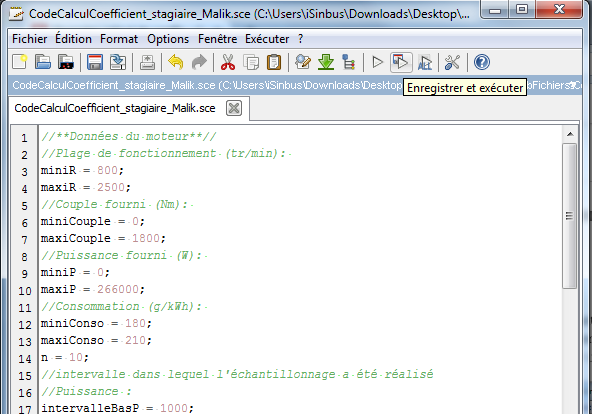 CodeCalculCoefficient_stagiaire_Malik.sce (C:\Users\iSinbus\Downloads\Desktop\...
Fichier Édition Format Options Fenêtre Exécuter ?
CodeCalculCoefficient_stagiaire_Malik.sce (C:\Users\iSinbus\Downloads\Desktop
Enregistrer et exécuter
CodeCalculCoefficient_stagiaire_Malik.sce
1 //**Données du moteur**//
2 //Plage de fonctionnement (tr/min):
3 miniR = 800;
4 maxiR = 2500;
5 //Couple fourni (Nm):
6 miniCouple = 0;
7 maxiCouple = 1800;
8 //Puissance fourni (W):
9 miniP = 0;
10 maxiP = 266000;
11 //Consommation (g/kWh):
12 miniConso = 180;
13 maxiConso = 210;
14 n = 10;
15 //intervalle dans lequel l'échantillonnage a été réalisé
16 //Puissance :
17 intervalleBasP = 1000;